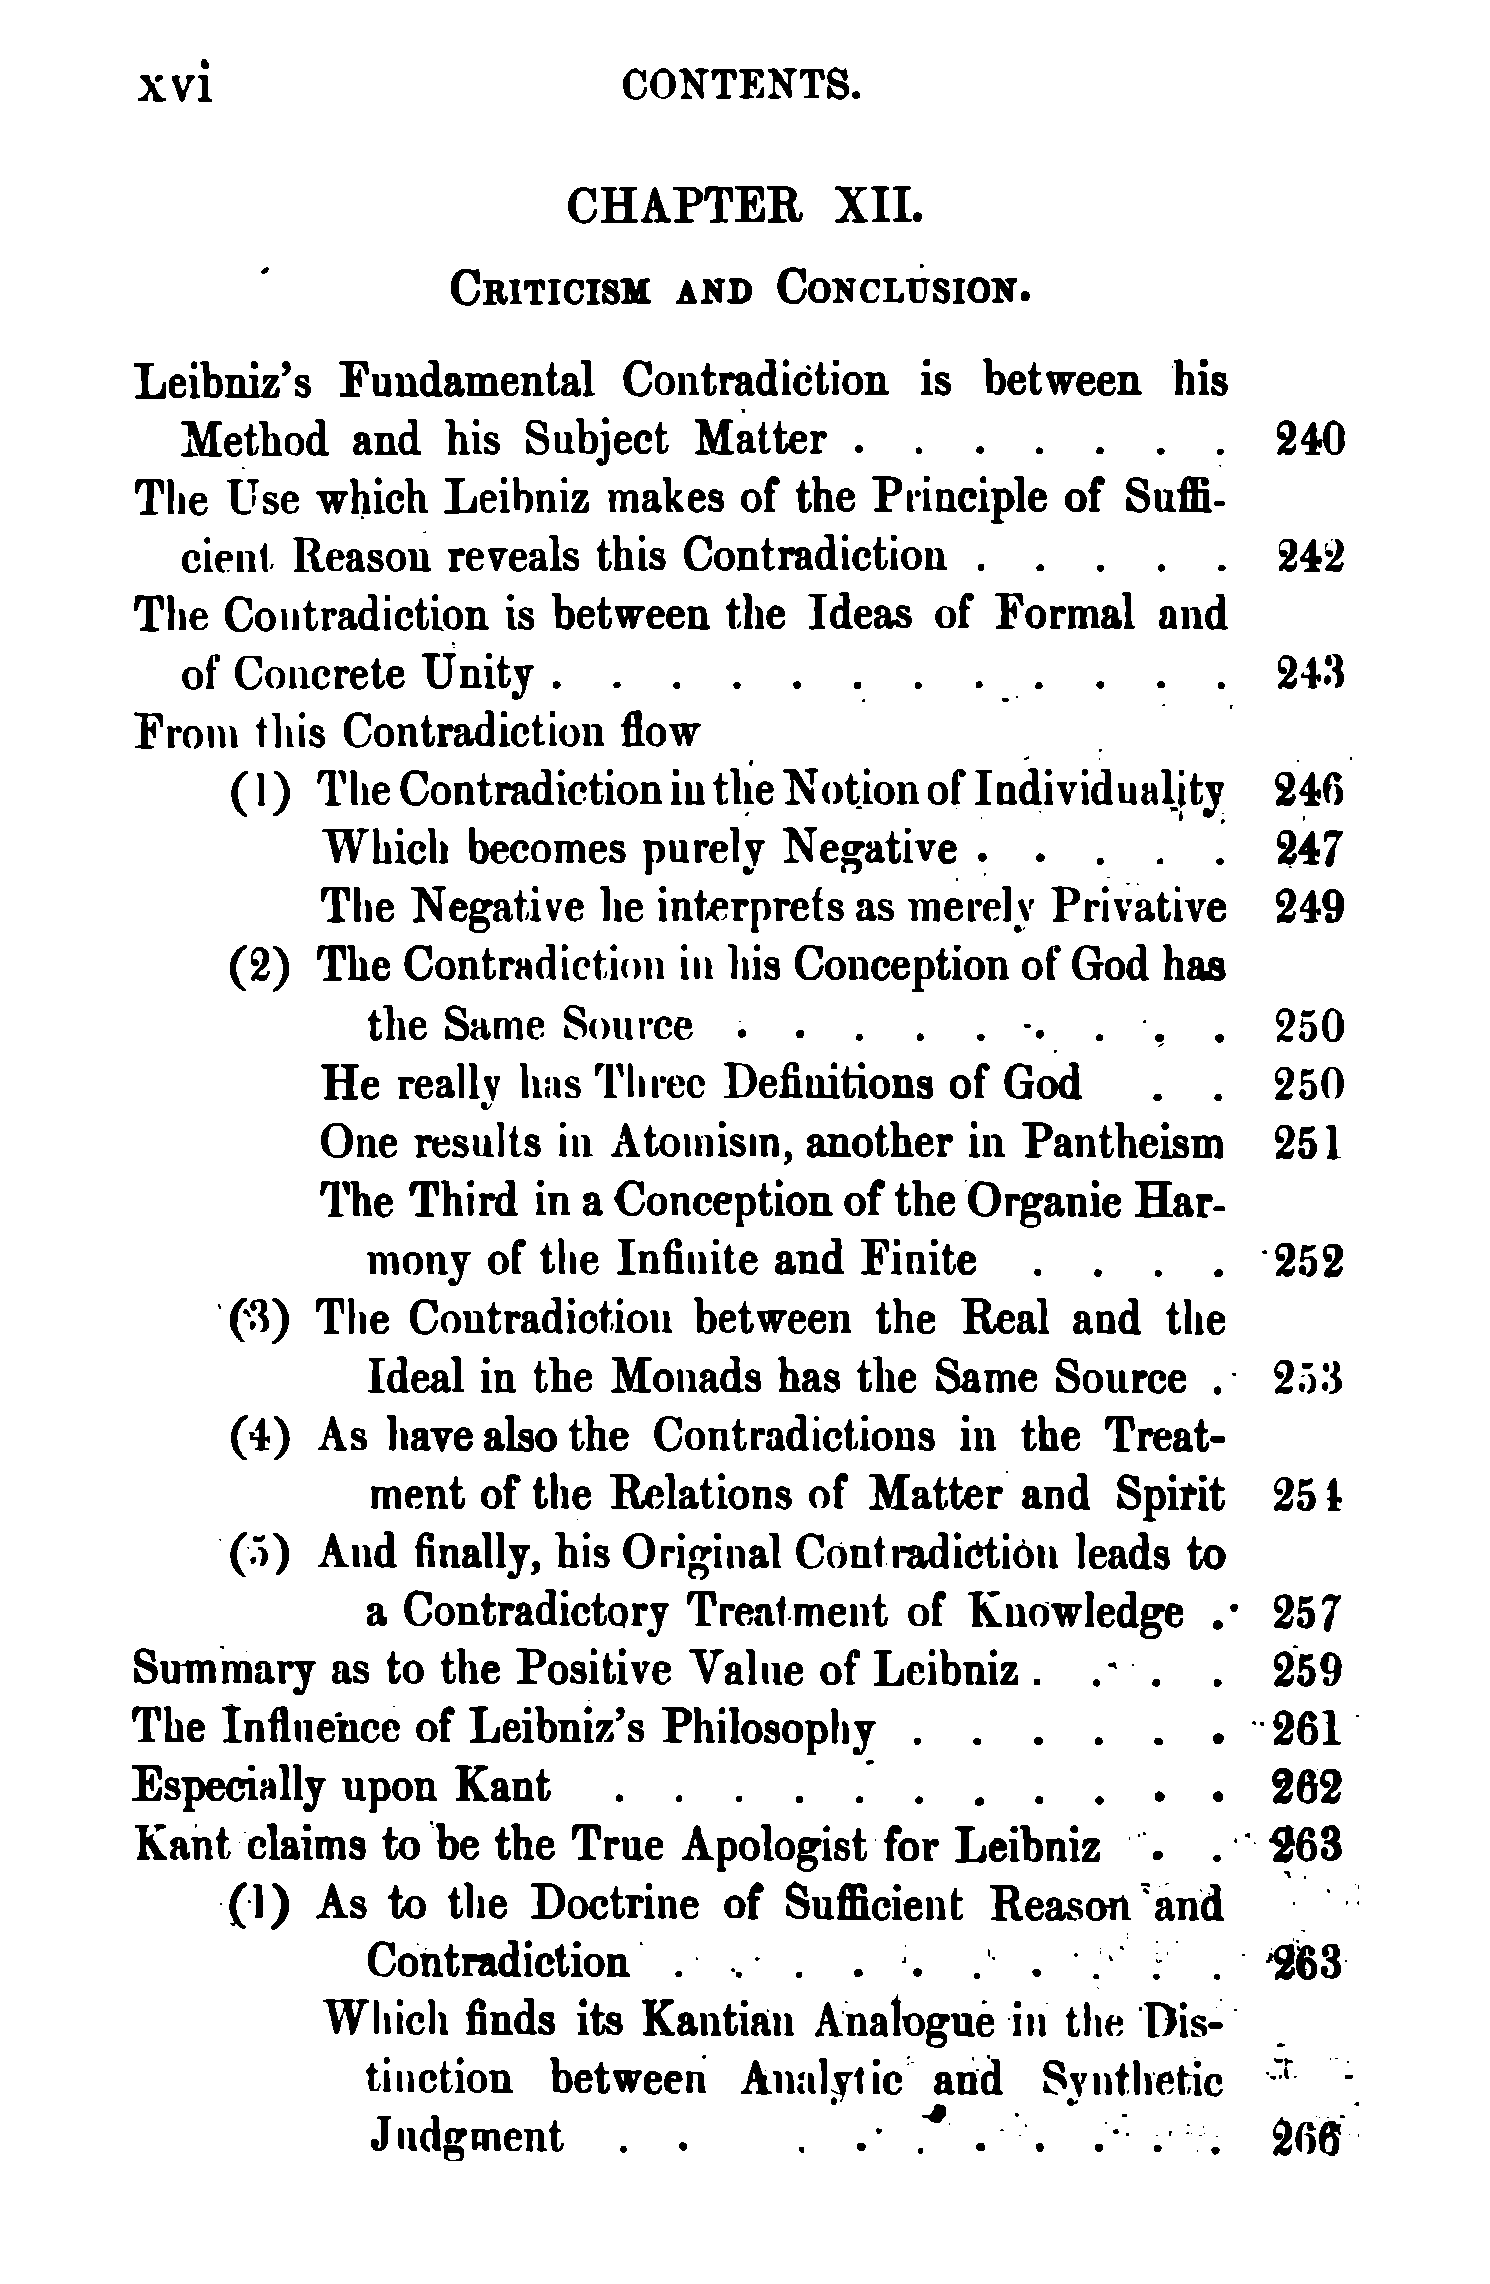 xvi CONTENTS.
CHAPTER XII.
CRITICISM AND CONCLUSION.
Leibniz's Fundamental Contradiction is between his
Method and his Subject Matter . . . . . . . 240
The Use which Leibniz makes of the Principle of Suffi-
cient Reason reveals this Contradiction . . . . . 242
The Contradiction is between the Ideas of Formal and
of Concrete Unity . . . . . . . . . . . . 243
From this Contradiction flow
(1) The Contradiction in the Notion of Individuality 246
Which becomes purely Negative . . . . . 247
The Negative he interprets as merely Privative 249
(2) The Contradiction in his Conception of God has
the Same Source . . . . . . . . . 250
He really has Three Definitions of God . . 250
One results in Atomism, another in Pantheism 251
The Third in a Conception of the Organic Har-
mony of the Infinite and Finite . . . . 252
(3) The Contradiction between the Real and the
Ideal in the Monads has the Same Source . 253
(4) As have also the Contradictions in the Treat-
ment of the Relations of Matter and Spirit 254
(5) And finally, his Original Contradiction leads to
a Contradictory Treatment of Knowledge . 257
Summary as to the Positive Value of Leibniz . . . . 259
The Influence of Leibniz's Philosophy . . . . . . 261
Especially upon Kant . . . . . . . . . . . 262
Kant claims to be the True Apologist for Leibniz . . 263
(1) As to the Doctrine of Sufficient Reason and
Contradiction . . . . . . . . . . 263
Which finds its Kantian Analogue in the Dis-
tinction between Analytic and Synthetic
Judgment . . . . . . . . . . 266